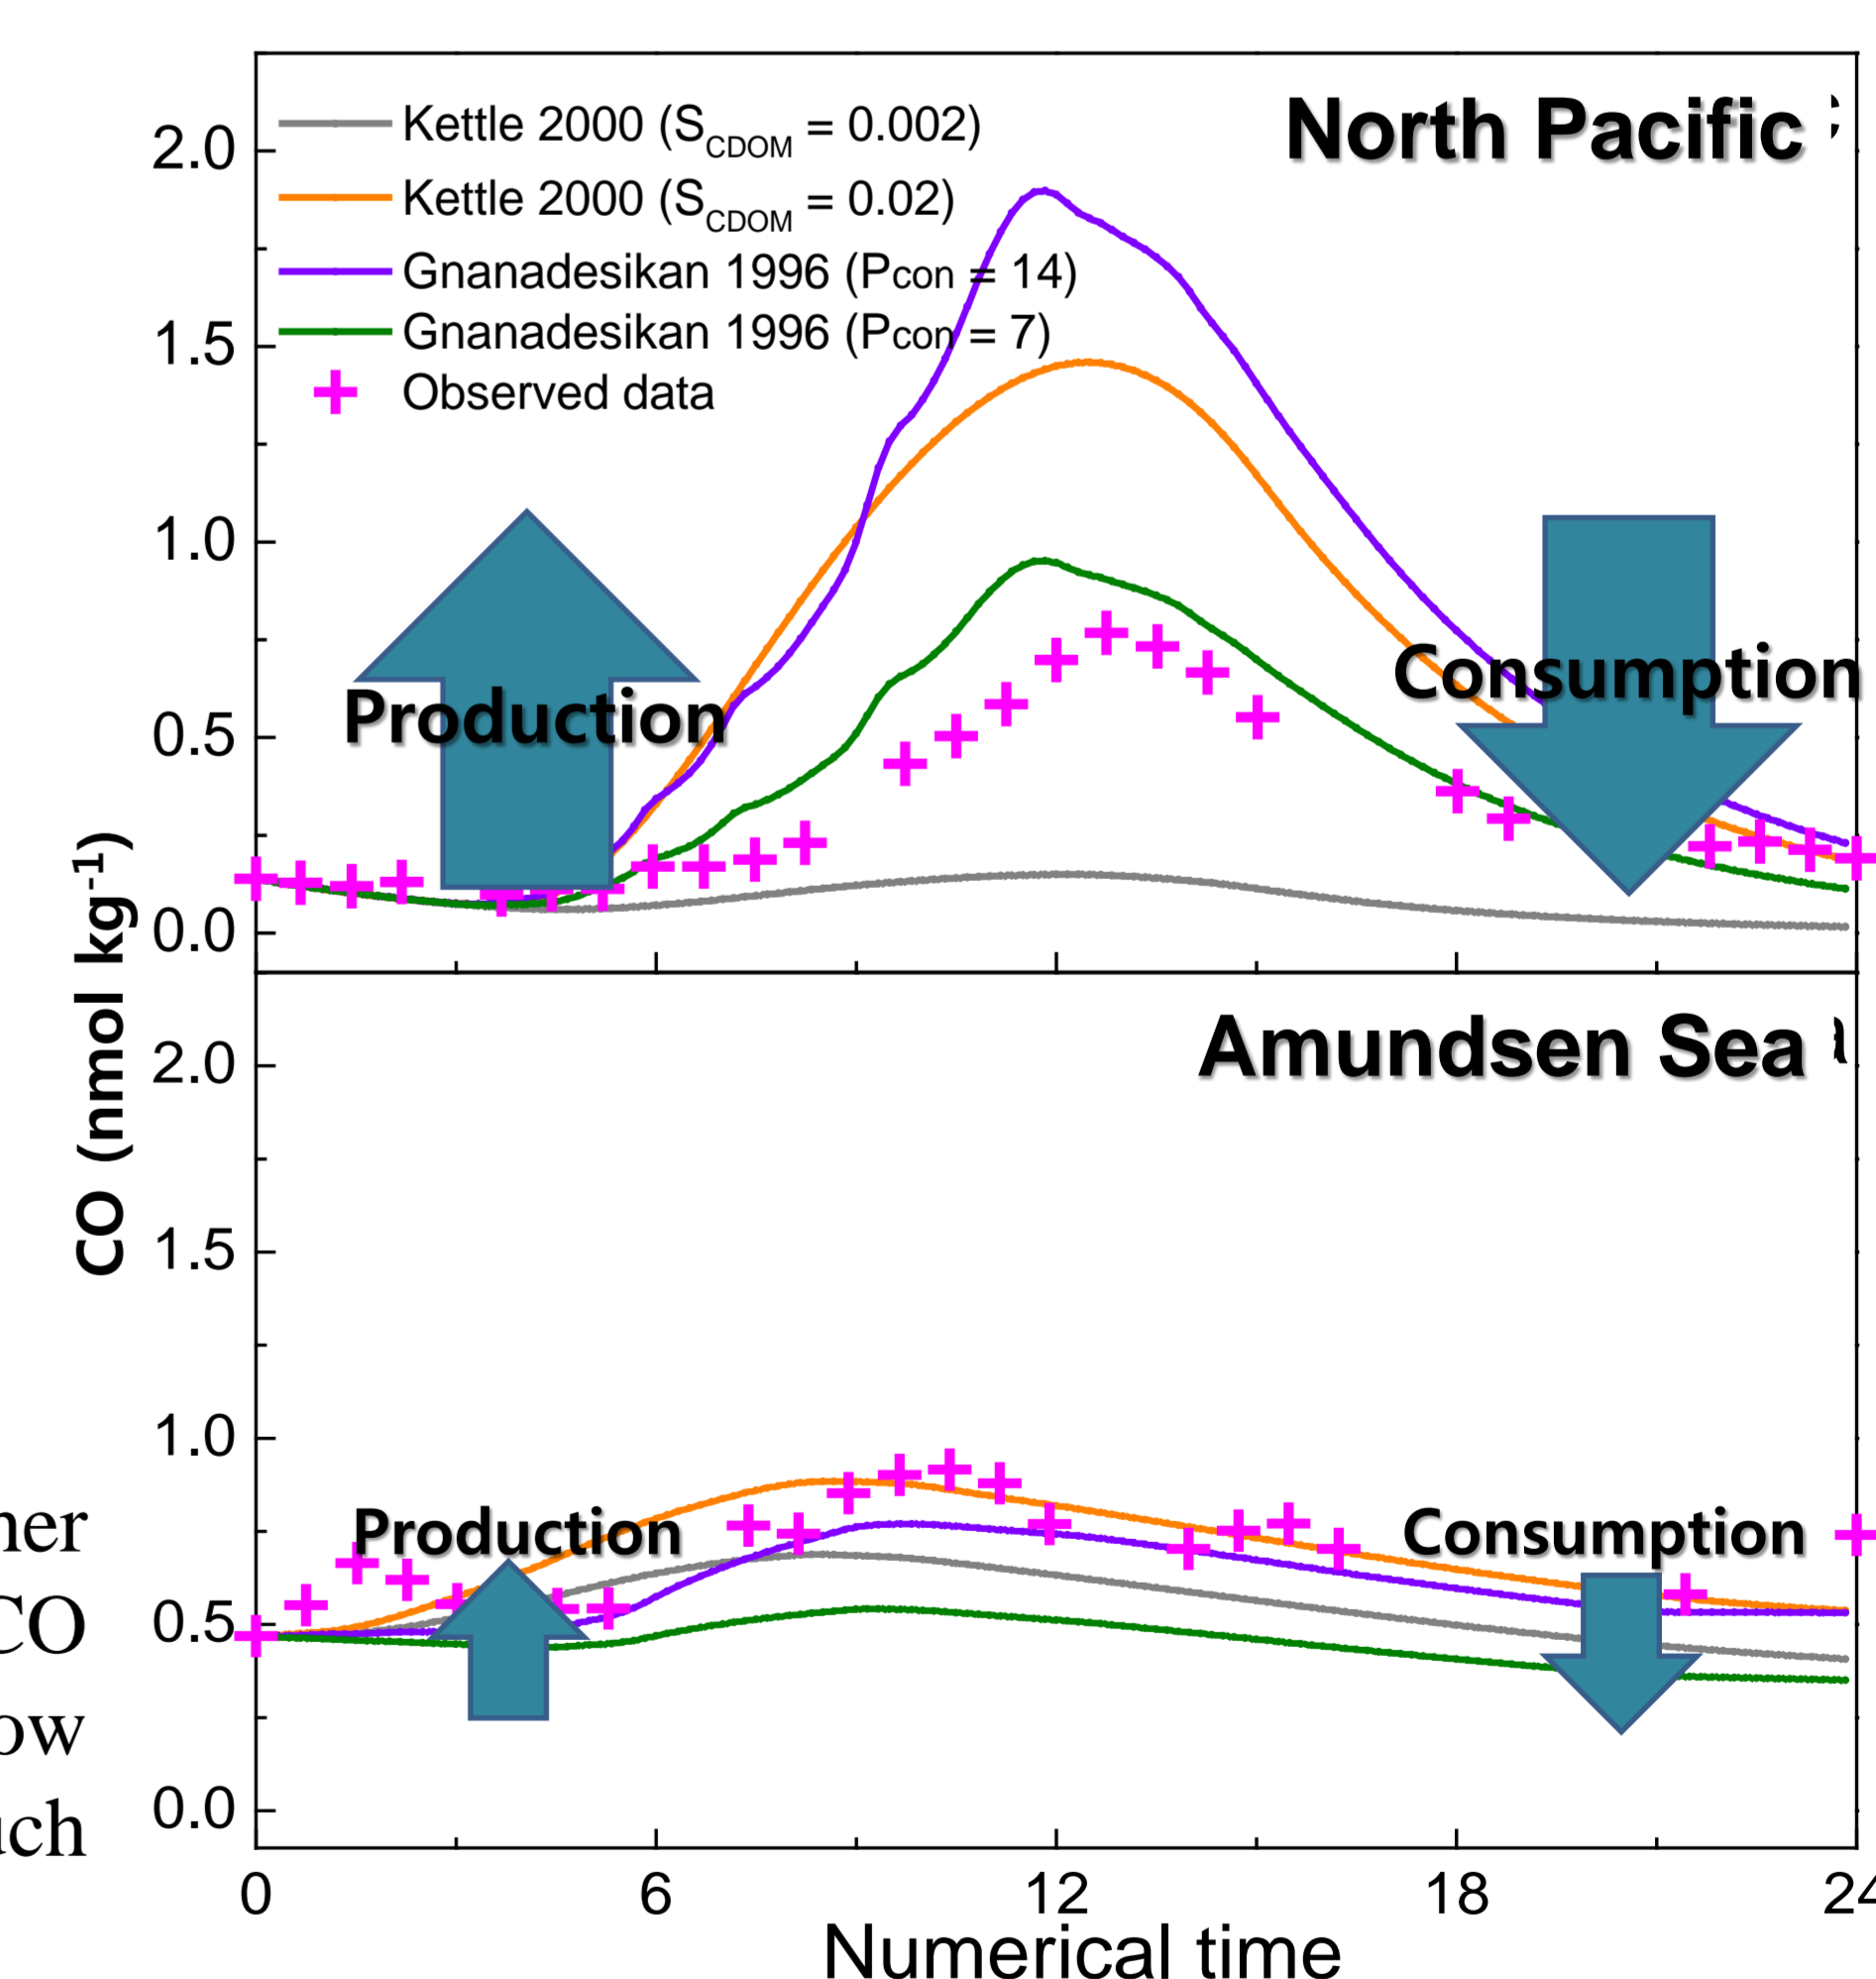 North Pacific
Kettle 2000 (SCDOM = 0.002)
Kettle 2000 (SCDOM = 0.02)
Gnanadesikan 1996 (Pcon = 14)
Gnanadesikan 1996 (Pcon = 7)
Observed data
2.0
1.5
1.0
0.5
0.0
Production
Consumption
CO (nmol kg-1)
Amundsen Sea
2.0
1.5
1.0
0.5
0.0
Production
Consumption
CO
0
6
12
18
24
Numerical time